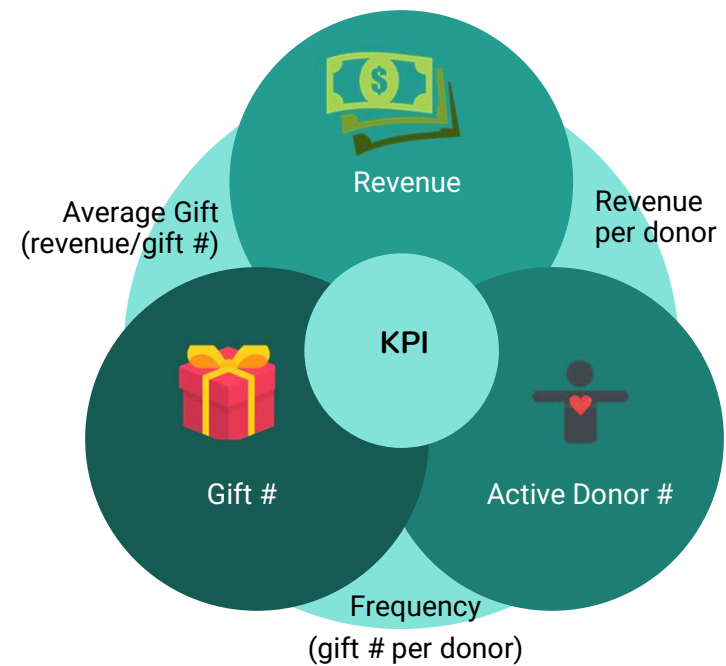 $
Revenue
Average Gift
(revenue/gift #)
Revenue
per donor
KPI
Gift #
Active Donor #
Frequency
(gift # per donor)